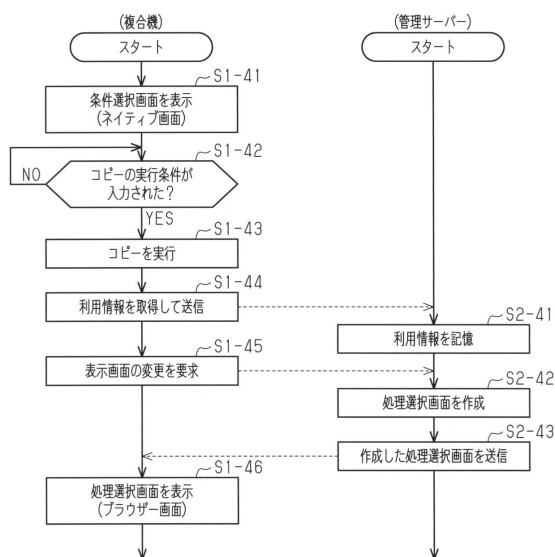 (複合機)
スタート
S1-41
条件選択画面を表示
(ネイティブ画面)
S1-42
コピーの実行条件が
入力された?
NO
YES
S1-43
コピーを実行
S1-44
利用情報を取得して送信
S1-45
表示画面の変更を要求
S1-46
処理選択画面を表示
(ブラウザー画面)
(管理サーバー)
スタート
S2-41
利用情報を記憶
S2-42
処理選択画面を作成
S2-43
作成した処理選択画面を送信